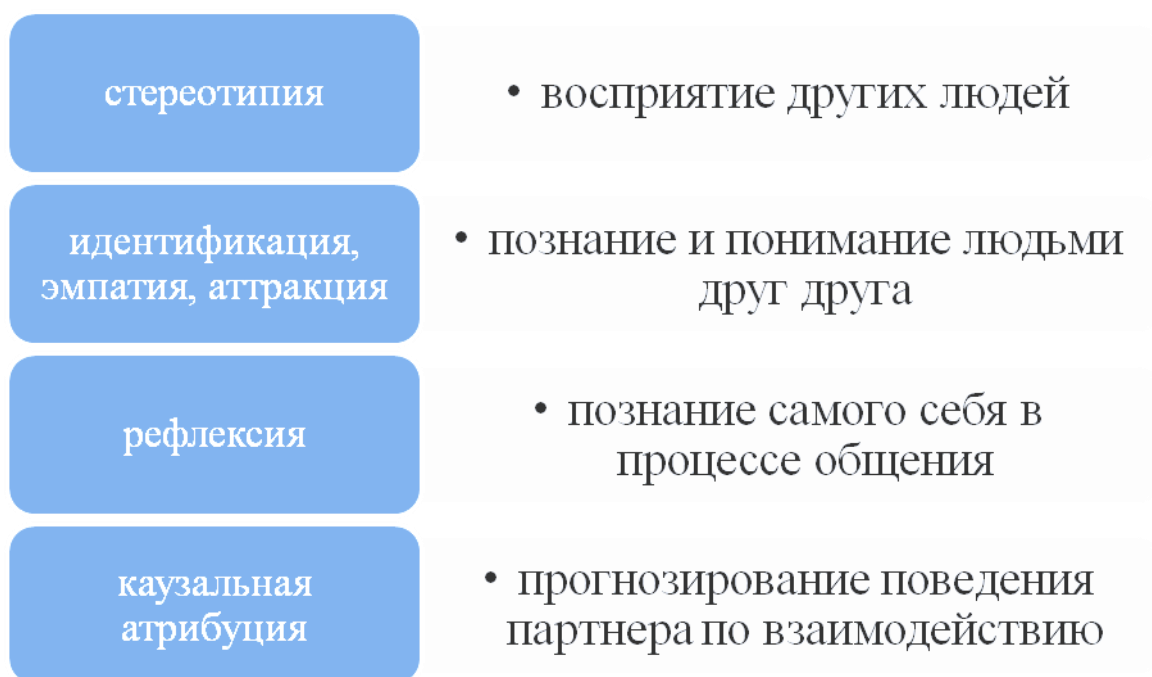 стереотипия
• восприятие других людей
идентификация,
эмпатия, аттракция
• познание и понимание людьми
друг друга
рефлексия
• познание самого себя в
процессе общения
каузальная
атрибуция
• прогнозирование поведения
партнера по взаимодействию